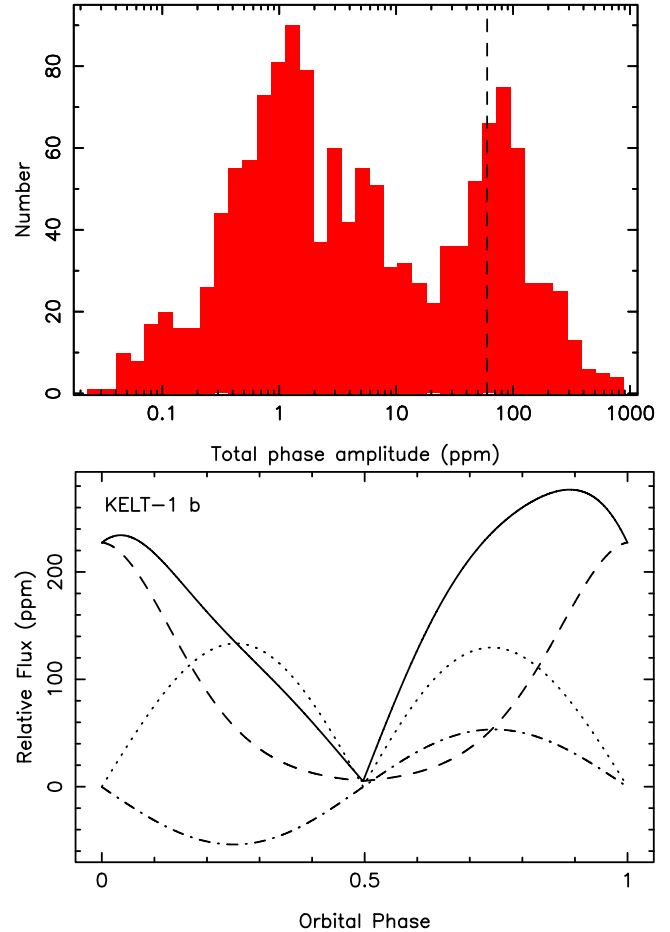 80
60
40
20
0
Number
0.1 1 10 100 1000
Total phase amplitude (ppm)
KELT−1 b
200
100
0
Relative Flux (ppm)
0 0.5 1
Orbital Phase